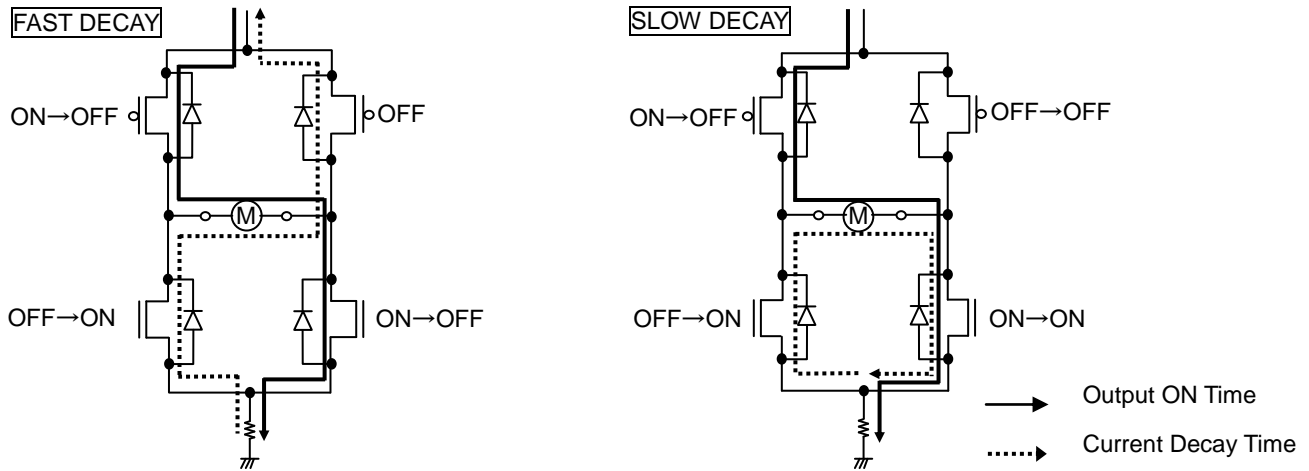 FAST DECAY
ON→OFF
OFF
M
OFF→ON
ON→OFF
SLOW DECAY
ON→OFF
OFF→OFF
M
OFF→ON
ON→ON
Output ON Time
Current Decay Time